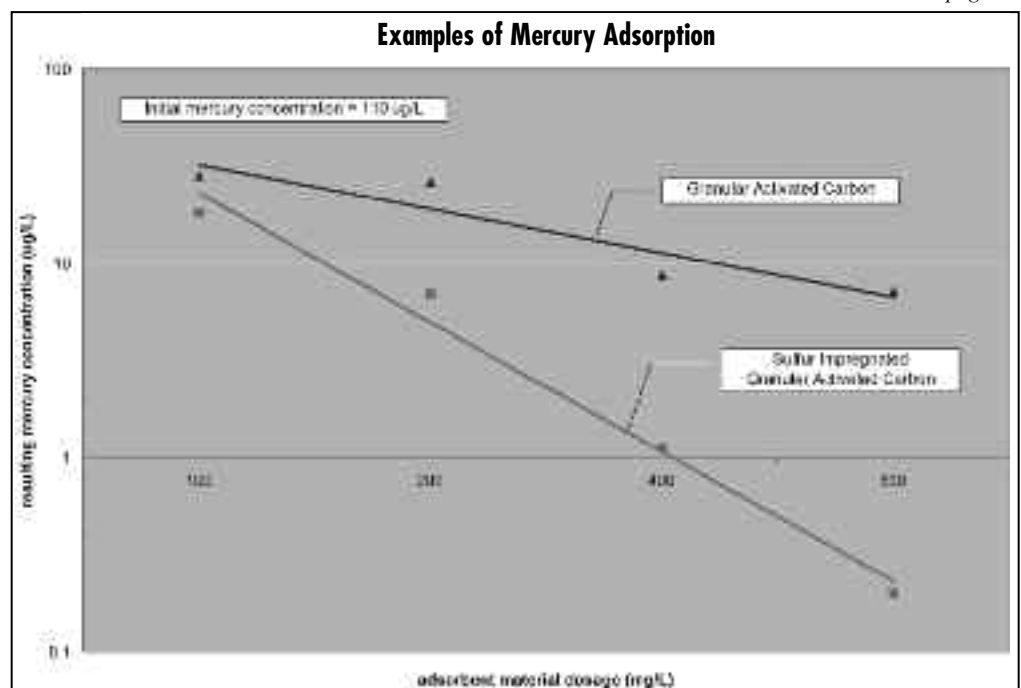 Examples of Mercury Adsorption
100
Initial mercury concentration = 110 ug/L
Granular Activated Carbon
10
Sulfur Impregnated
Granular Activated Carbon
resulting mercury concentration (ug/L)
1
100
200
400
0.1
adsorbent material dosage (mg/L)